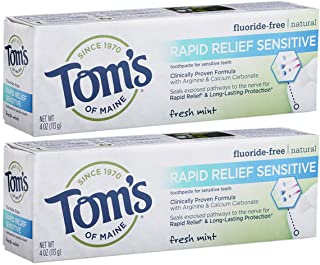 fluoride-free | natural
SINCE 1970
Tom's
OF MAINE
NET WT
4 OZ (113g)
RAPID RELIEF SENSITIVE
toothpaste for sensitive teeth
Clinically Proven Formula
with Arginine & Calcium Carbonate
Seals exposed pathways to the nerve for
Rapid Relief* & Long-Lasting Protection*
fresh mint
fluoride-free | natural
SINCE 1970
Tom's
OF MAINE
NET WT
4 OZ (113g)
RAPID RELIEF SENSITIVE
toothpaste for sensitive teeth
Clinically Proven Formula
with Arginine & Calcium Carbonate
Seals exposed pathways to the nerve for
Rapid Relief* & Long-Lasting Protection*
fresh mint